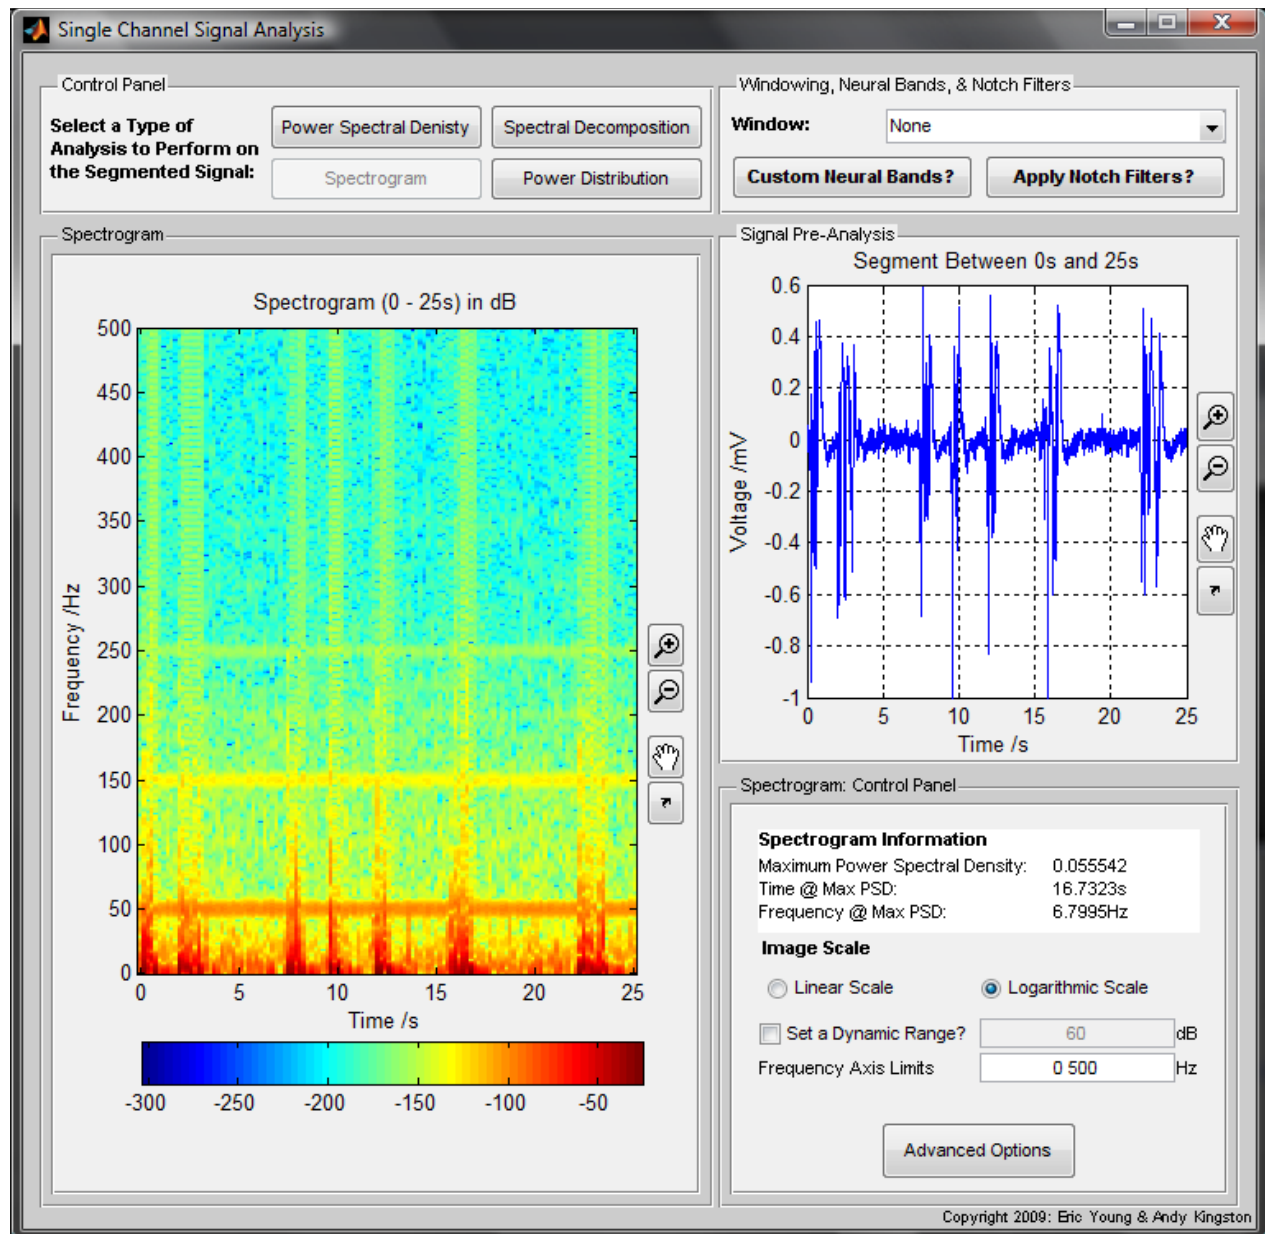 Single Channel Signal Analysis
Control Panel
Select a Type of
Analysis to Perform on
the Segmented Signal:
Power Spectral Denisty
Spectral Decomposition
Spectrogram
Power Distribution
Windowing, Neural Bands, & Notch Filters
Window:
None
Custom Neural Bands?
Apply Notch Filters?
Spectrogram
Spectrogram (0 - 25s) in dB
500
450
400
350
300
250
200
150
100
50
0
Frequency /Hz
0 5 10 15 20 25
Time /s
-300 -250 -200 -150 -100 -50
Signal Pre-Analysis
Segment Between 0s and 25s
0.6
0.4
0.2
0
-0.2
-0.4
-0.6
-0.8
-1
Voltage /mV
0 5 10 15 20 25
Time /s
Spectrogram: Control Panel
Spectrogram Information
Maximum Power Spectral Density: 0.055542
Time @ Max PSD: 16.7323s
Frequency @ Max PSD: 6.7995Hz
Image Scale
Linear Scale
Logarithmic Scale
Set a Dynamic Range? 60 dB
Frequency Axis Limits 0 500 Hz
Advanced Options
Copyright 2009: Eric Young & Andy Kingston